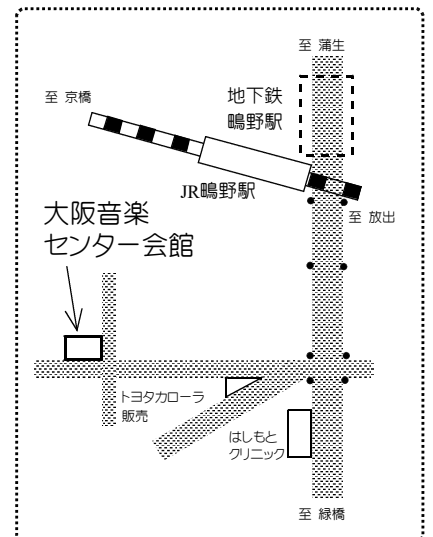 至 蒲生
地下鉄
鴫野駅
至 京橋
JR鴫野駅
至 放出
大阪音楽
センター会館
トヨタカローラ
販売
はしもと
クリニック
至 緑橋